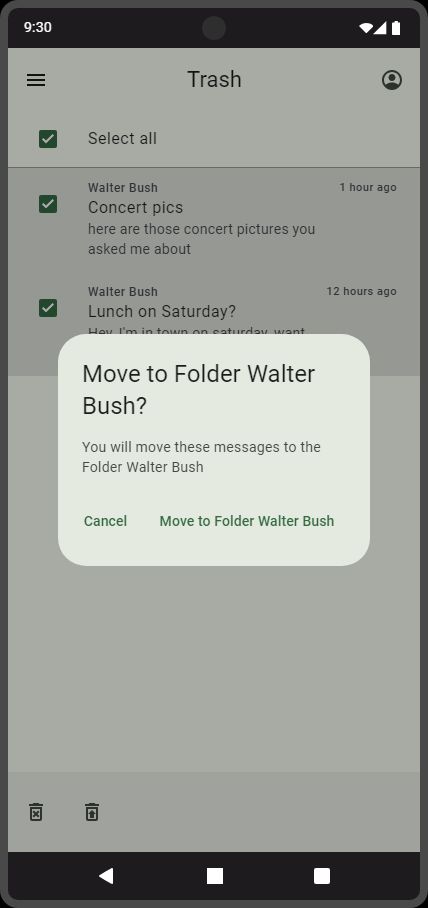 9:30
Trash
Select all
Walter Bush 1 hour ago
Concert pics
here are those concert pictures you
asked me about
Walter Bush 12 hours ago
Lunch on Saturday?
Hey, I'm in town on saturday, want
Move to Folder Walter
Bush?
You will move these messages to the
Folder Walter Bush
Cancel Move to Folder Walter Bush